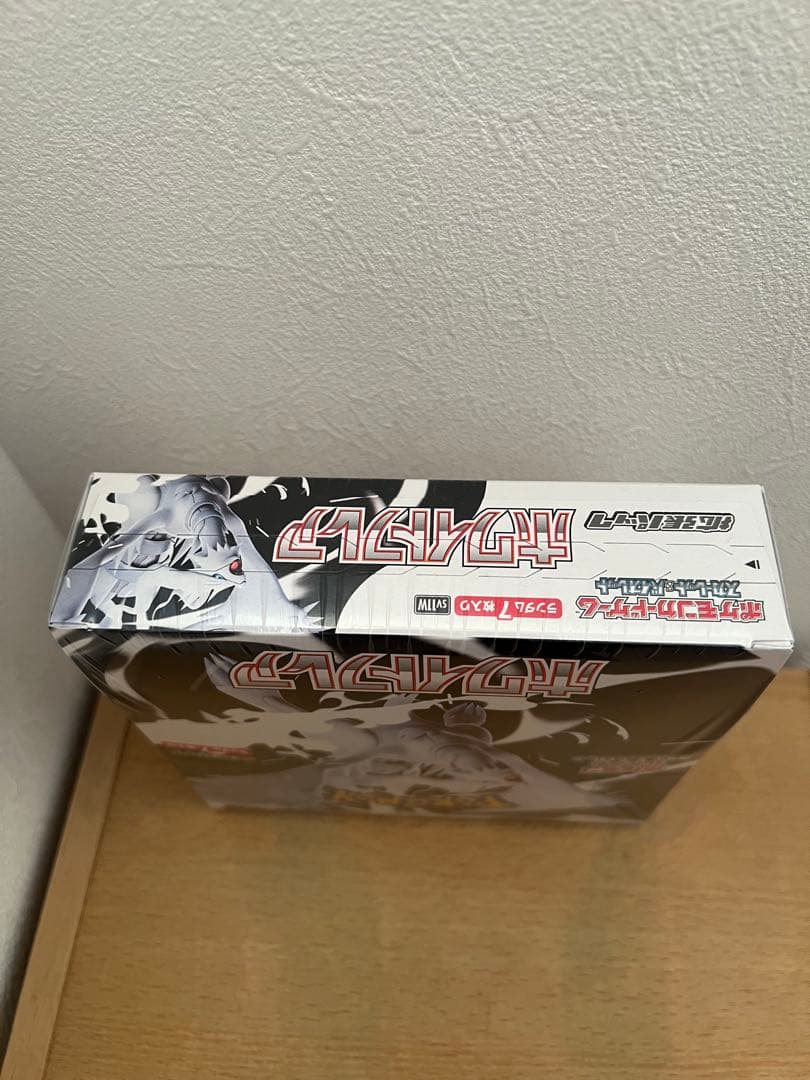 ポケモンカードゲーム
スカーレット&バイオレット
拡張パック
ホワイトフレア
ランダム7枚入り
sv11W
ホワイトフレア